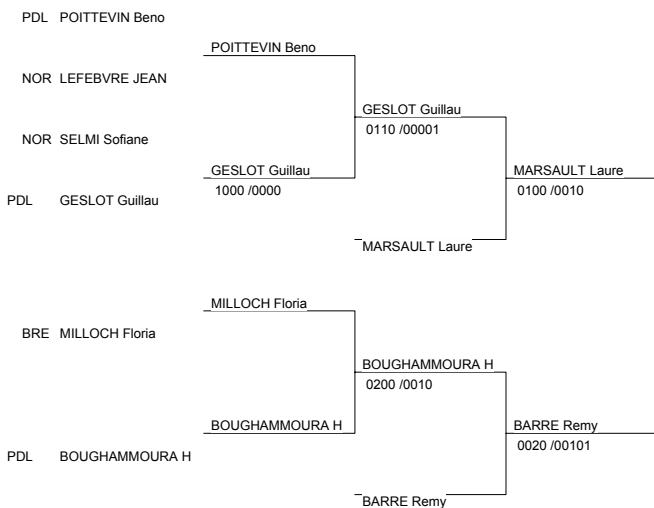 PDL POITTEVIN Beno
POITTEVIN Beno
NOR LEFEBVRE JEAN
GESLOT Guillau
0110 /00001
NOR SELMI Sofiane
GESLOT Guillau
1000 /0000
MARSAULT Laure
0100 /0010
PDL GESLOT Guillau
MARSAULT Laure
MILLOCH Floria
BRE MILLOCH Floria
BOUGHAMMOURA H
0200 /0010
BOUGHAMMOURA H
BARRE Remy
0020 /00101
PDL BOUGHAMMOURA H
BARRE Remy